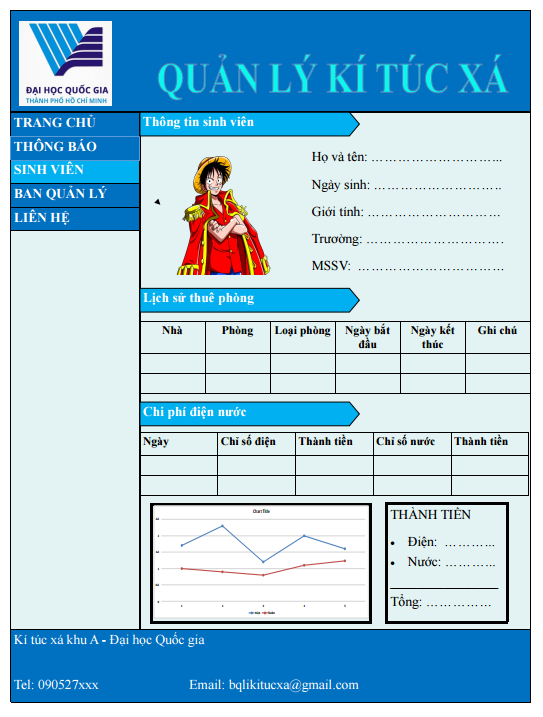 ĐẠI HỌC QUỐC GIA
THÀNH PHỐ HỒ CHÍ MINH
QUẢN LÝ KÍ TÚC XÁ
TRANG CHỦ
THÔNG BÁO
SINH VIÊN
BAN QUẢN LÝ
LIÊN HỆ
Thông tin sinh viên
Họ và tên: ………………………..
Ngày sinh: ……………………….
Giới tính: ……………………….
Trường: ………………………….
MSSV: ……………………………
Lịch sử thuê phòng
Nhà Phòng Loại phòng Ngày bắt đầu Ngày kết thúc Ghi chú
Chi phí điện nước
Ngày Chỉ số điện Thành tiền Chỉ số nước Thành tiền
Chart Title
THÀNH TIÊN
• Điện: ………..
• Nước: ………..
Tổng: ……………
Kí túc xá khu A - Đại học Quốc gia
Tel: 090527xxx Email: bqlikitucxa@gmail.com